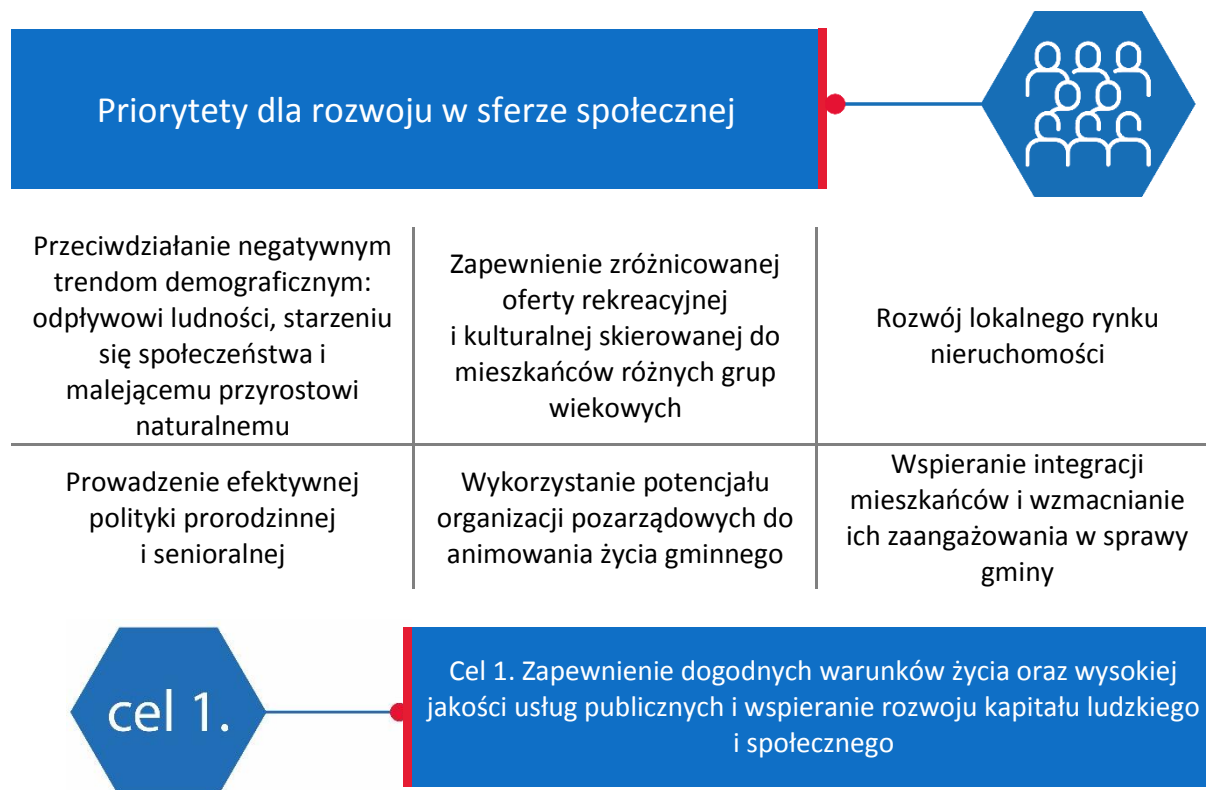 Priorytety dla rozwoju w sferze społecznej
Przeciwdziałanie negatywnym
trendom demograficznym:
odpływowi ludności, starzeniu
się społeczeństwa i
malejącemu przyrostowi
naturalnemu
Zapewnienie zróżnicowanej
oferty rekreacyjnej
i kulturalnej skierowanej do
mieszkańców różnych grup
wiekowych
Rozwój lokalnego rynku
nieruchomości
Prowadzenie efektywnej
polityki prorodzinnej
i senioralnej
Wykorzystanie potencjału
organizacji pozarządowych do
animowania życia gminnego
Wspieranie integracji
mieszkańców i wzmacnianie
ich zaangażowania w sprawy
gminy
cel 1.
Cel 1. Zapewnienie dogodnych warunków życia oraz wysokiej
jakości usług publicznych i wspieranie rozwoju kapitału ludzkiego
i społecznego